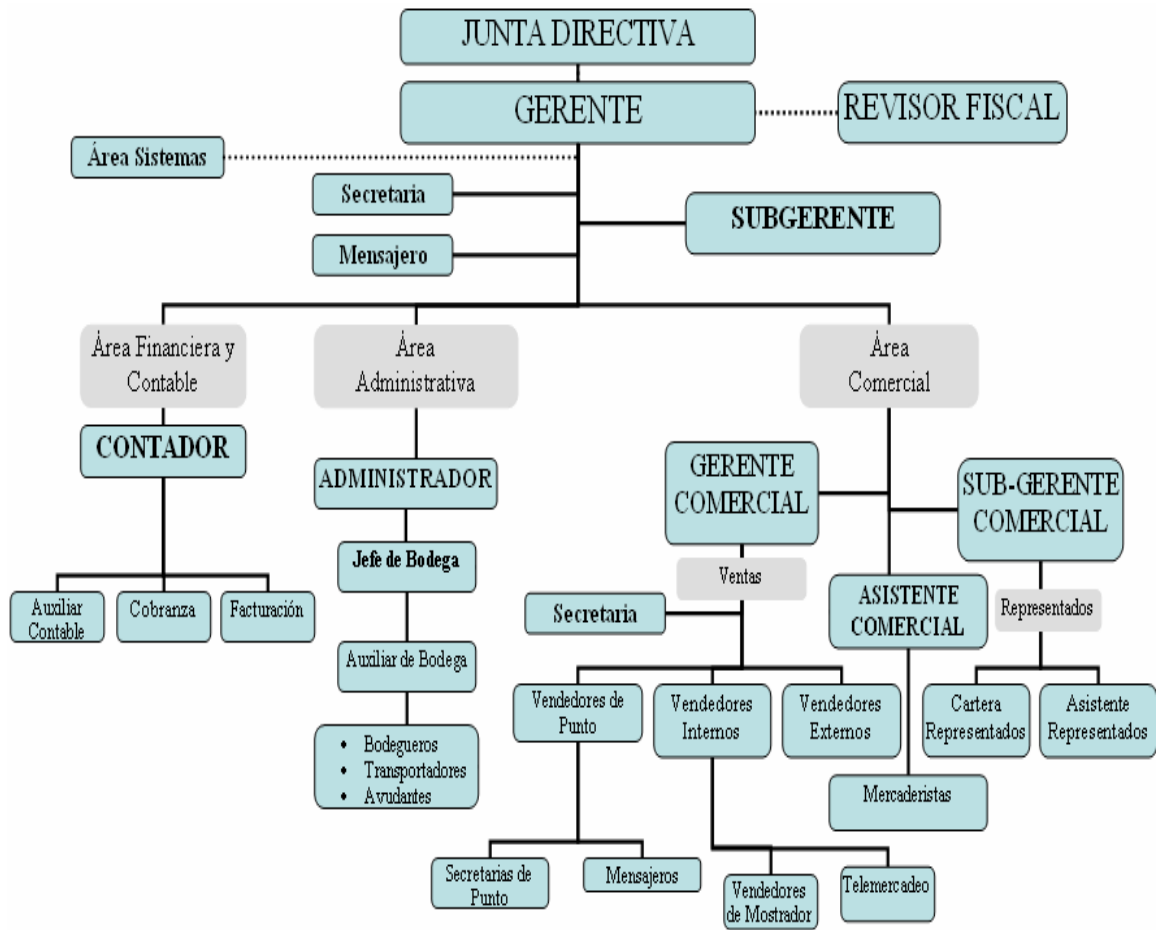 JUNTA DIRECTIVA
GERENTE
REVISOR FISCAL
Área Sistemas
Secretaria
SUBGERENTE
Mensajero
Área Financiera y
Contable
Área
Administrativa
Área
Comercial
CONTADOR
ADMINISTRADOR
GERENTE
COMERCIAL
SUB-GERENTE
COMERCIAL
Jefe de Bodega
Ventas
ASISTENTE
COMERCIAL
Representados
Auxiliar
Contable
Cobranza
Facturación
Secretaria
Auxiliar de Bodega
Vendedores de
Punto
Vendedores
Internos
Vendedores
Externos
Cartera
Representados
Asistente
Representados
• Bodegueros
• Transportadores
• Ayudantes
Mercaderistas
Secretarias de
Punto
Mensajeros
Vendedores
de Mostrador
Telemercadeo